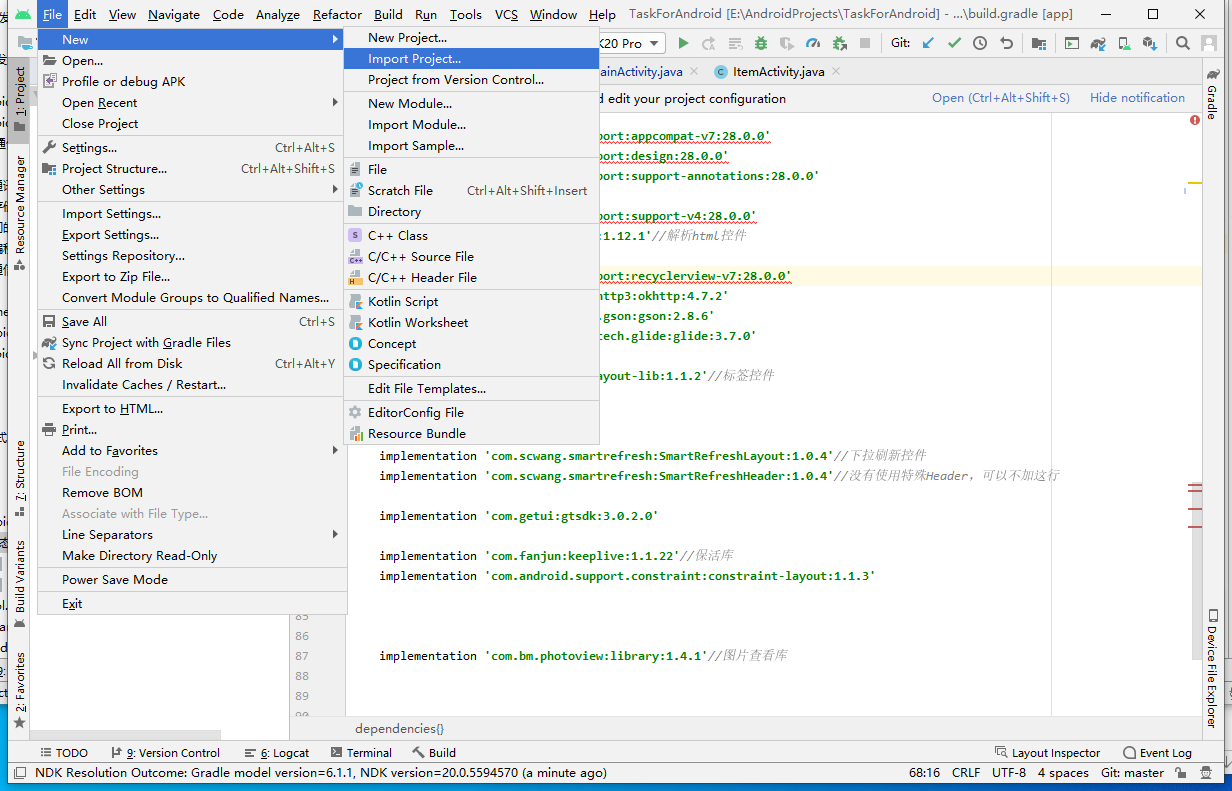 File Edit View Navigate Code Analyze Refactor Build Run Tools VCS Window Help TaskForAndroid [E:\AndroidProjects\TaskForAndroid] - ...\build.gradle [app]
K20 Pro Git:
ainActivity.java ItemActivity.java
d edit your project configuration Open (Ctrl+Alt+Shift+S) Hide notification
New
Open...
Profile or debug APK
Open Recent
Close Project
Settings... Ctrl+Alt+S
Project Structure... Ctrl+Alt+Shift+S
Other Settings
Import Settings...
Export Settings...
Settings Repository...
Export to Zip File...
Convert Module Groups to Qualified Names...
Save All Ctrl+S
Sync Project with Gradle Files
Reload All from Disk Ctrl+Alt+Y
Invalidate Caches / Restart...
Export to HTML...
Print...
Add to Favorites
File Encoding
Remove BOM
Associate with File Type...
Line Separators
Make Directory Read-Only
Power Save Mode
Exit
New Project...
Import Project...
Project from Version Control...
New Module...
Import Module...
Import Sample...
File
Scratch File Ctrl+Alt+Shift+Insert
Directory
C++ Class
C/C++ Source File
C/C++ Header File
Kotlin Script
Kotlin Worksheet
Concept
Specification
Edit File Templates...
EditorConfig File
Resource Bundle
port:appcompat-v7:28.0.0'
port:design:28.0.0'
port:support-annotations:28.0.0'
port:support-v4:28.0.0'
:1.12.1'//解析html控件
port:recyclerview-v7:28.0.0'
http3:okhttp:4.7.2'
.gson:gson:2.8.6'
tech.glide:glide:3.7.0'
ayout-lib:1.1.2'//标签控件
implementation 'com.scwang.smartrefresh:SmartRefreshLayout:1.0.4'//下拉刷新控件
implementation 'com.scwang.smartrefresh:SmartRefreshHeader:1.0.4'//没有使用特殊Header，可以不加这行
implementation 'com.getui:gtsdk:3.0.2.0'
implementation 'com.fanjun:keeplive:1.1.22'//保活库
implementation 'com.android.support.constraint:constraint-layout:1.1.3'
85
86
87 implementation 'com.bm.photoview:library:1.4.1'//图片查看库
88
89
90
dependencies{}
1: Project
Resource Manager
7: Structure
Build Variants
2: Favorites
Gradle
Device File Explorer
TODO 9: Version Control 6: Logcat Terminal Build Layout Inspector Event Log
NDK Resolution Outcome: Gradle model version=6.1.1, NDK version=20.0.5594570 (a minute ago) 68:16 CRLF UTF-8 4 spaces Git: master